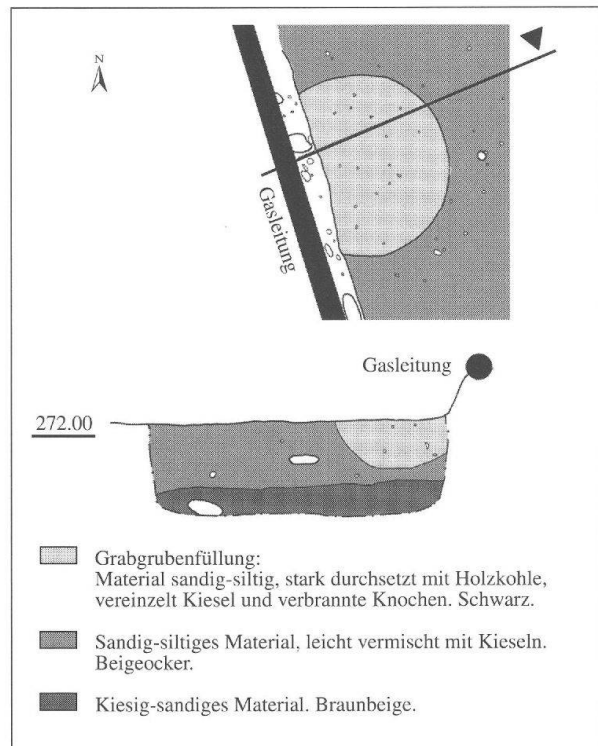 N
Gasleitung
Gasleitung
272.00
Grabgrubenfüllung:
Material sandig-siltig, stark durchsetzt mit Holzkohle,
vereinzelt Kiesel und verbrannte Knochen. Schwarz.
Sandig-siltiges Material, leicht vermischt mit Kieseln.
Beigeocker.
Kiesig-sandiges Material. Braunbeige.